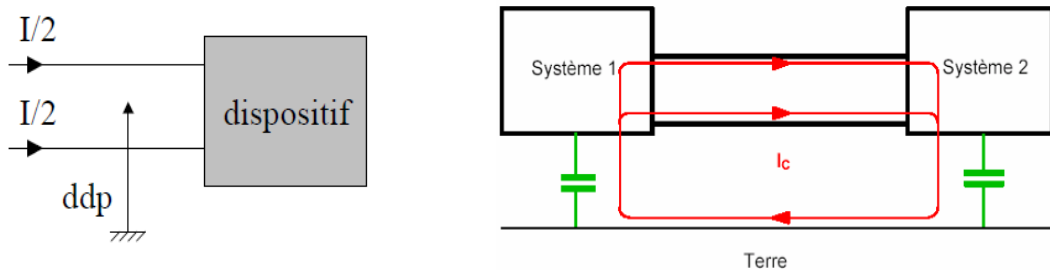 I/2
I/2
dispositif
ddp
Système 1
Système 2
Ic
Terre